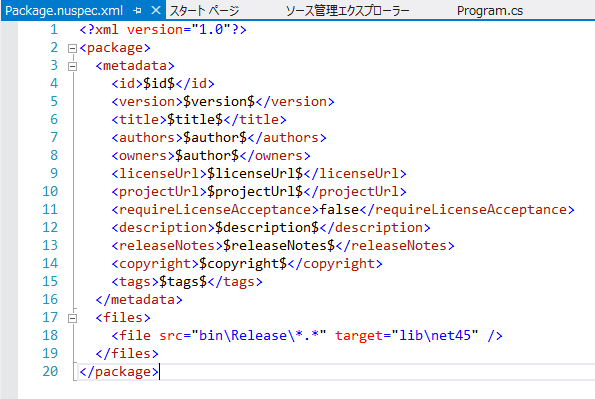 Package.nuspec.xml スタート ページ ソース管理エクスプローラー Program.cs
1 <?xml version="1.0"?>
2 <package>
3 <metadata>
4 <id>$id$</id>
5 <version>$version$</version>
6 <title>$title$</title>
7 <authors>$author$</authors>
8 <owners>$author$</owners>
9 <licenseUrl>$licenseUrl$</licenseUrl>
10 <projectUrl>$projectUrl$</projectUrl>
11 <requireLicenseAcceptance>false</requireLicenseAcceptance>
12 <description>$description$</description>
13 <releaseNotes>$releaseNotes$</releaseNotes>
14 <copyright>$copyright$</copyright>
15 <tags>$tags$</tags>
16 </metadata>
17 <files>
18 <file src="bin\Release\*.*" target="lib\net45" />
19 </files>
20 </package>